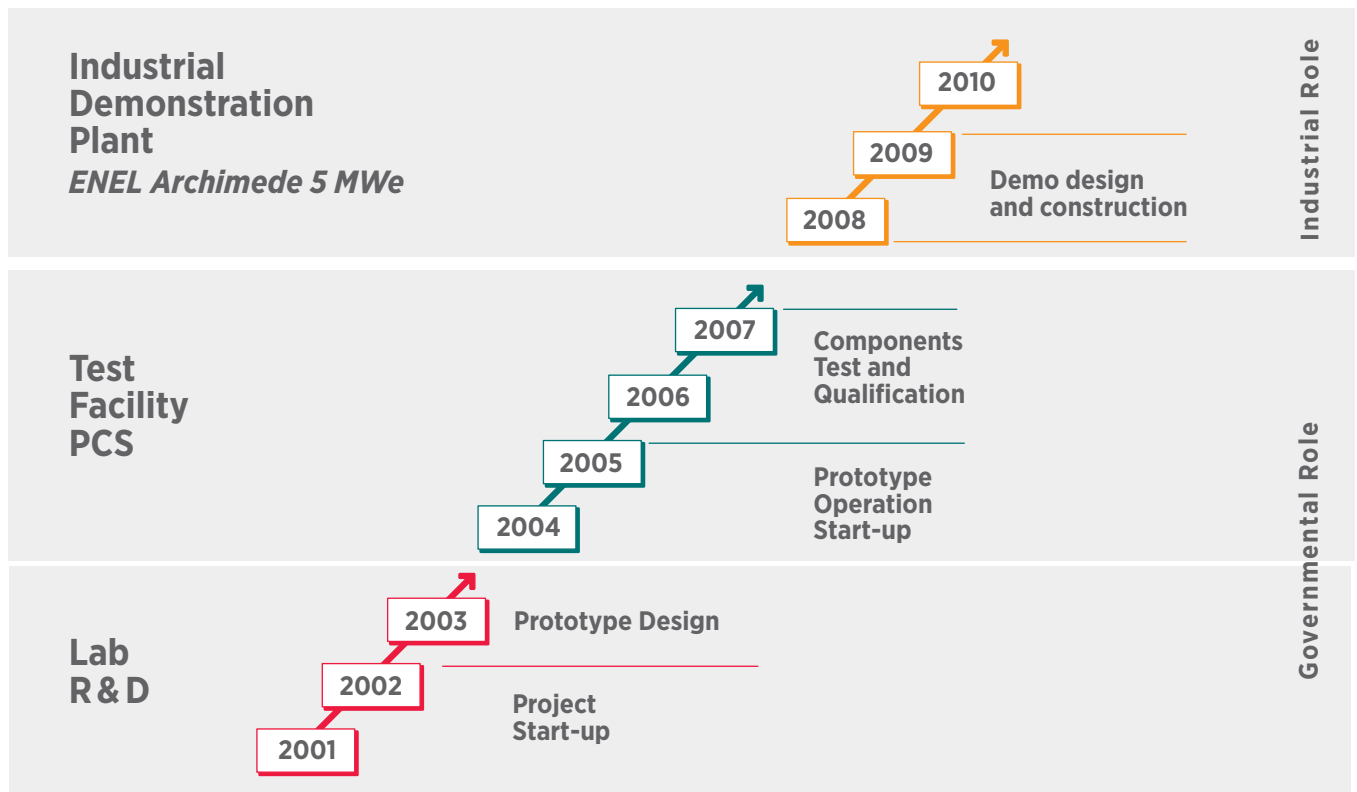 Industrial
Demonstration
Plant
ENEL Archimede 5 MWe
2010
2009
2008
Demo design
and construction
Industrial Role
Test
Facility
PCS
2007
2006
2005
2004
Components
Test and
Qualification
Prototype
Operation
Start-up
Governmental Role
Lab
R & D
2003
2002
2001
Prototype Design
Project
Start-up